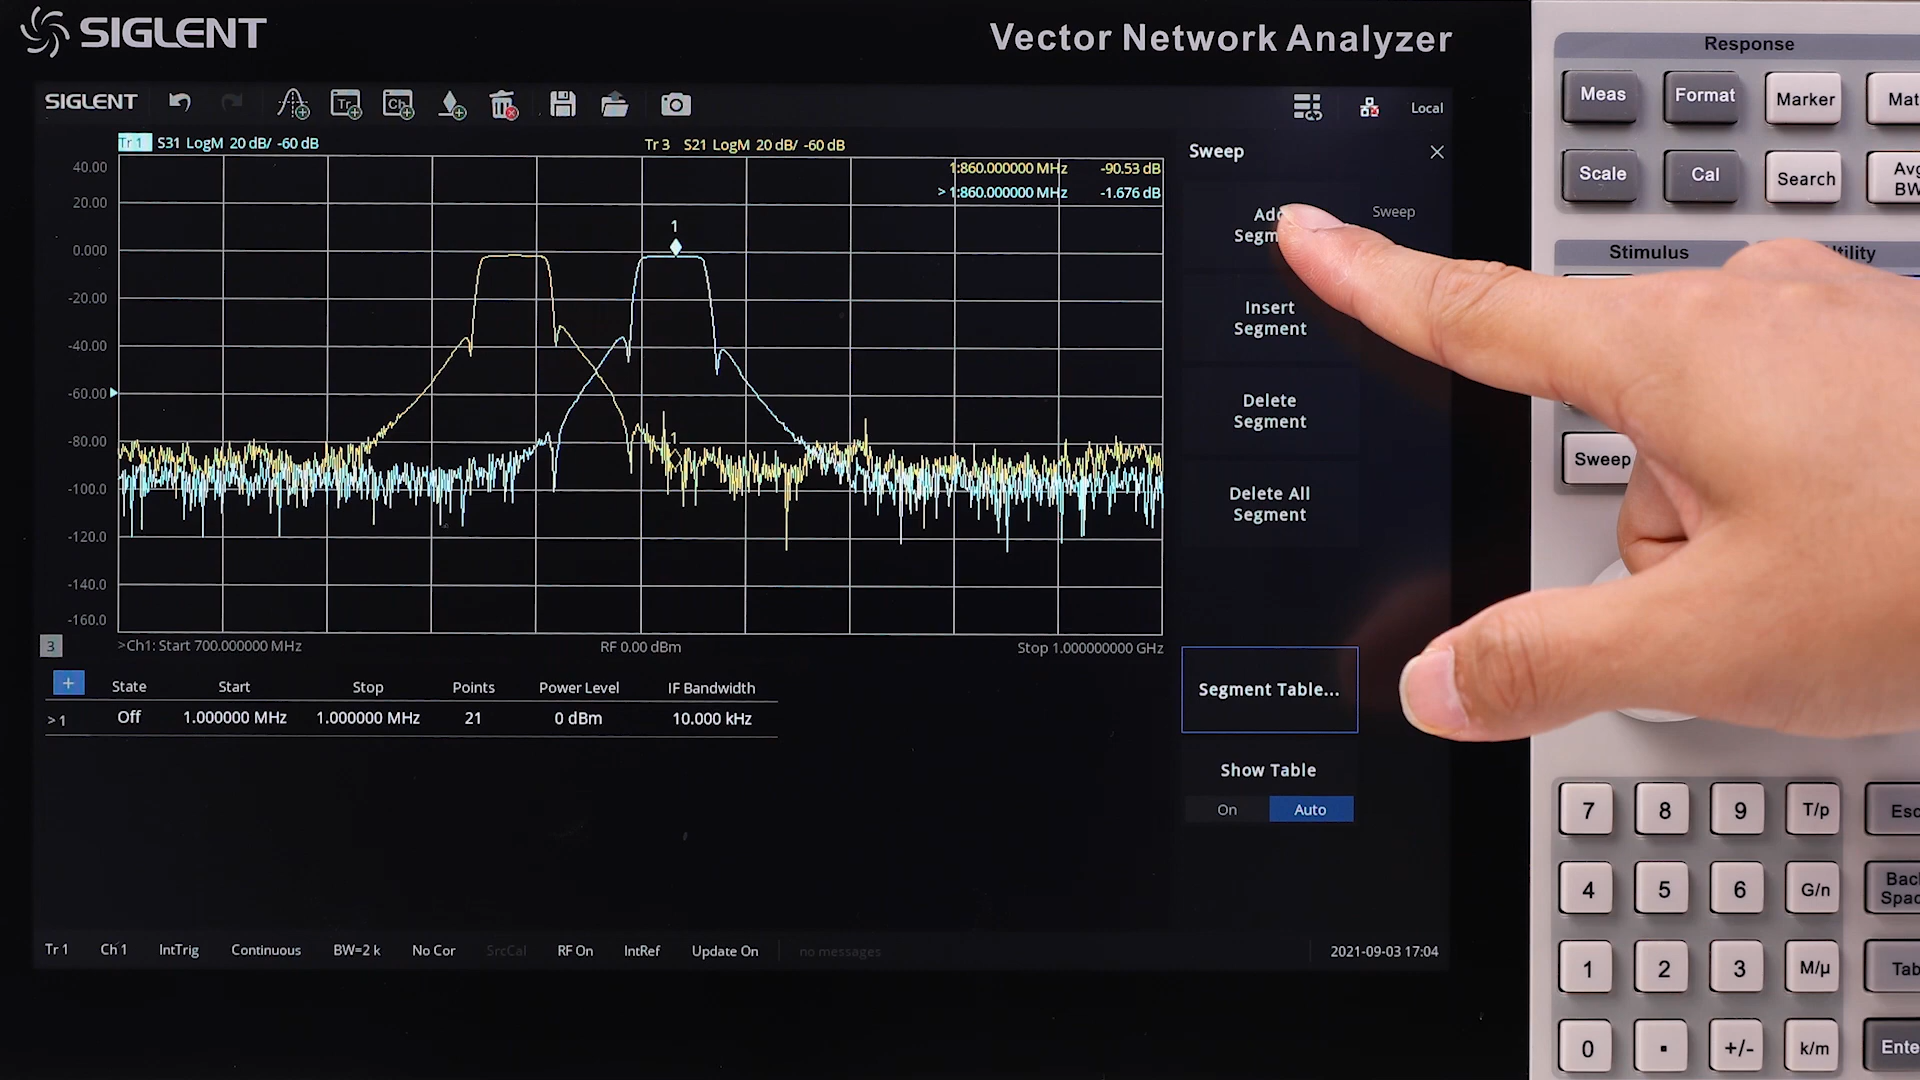 SIGLENT
Vector Network Analyzer
SIGLENT
Tr
Ch
Local
Tr 1 S31 LogM 20 dB/ -60 dB
Tr 3 S21 LogM 20 dB/ -60 dB
1:860.000000 MHz -90.53 dB
> 1:860.000000 MHz -1.676 dB
40.00
20.00
0.000
-20.00
-40.00
-60.00
-80.00
-100.0
-120.0
-140.0
-160.0
1
1
3
>Ch1: Start 700.000000 MHz
RF 0.00 dBm
Stop 1.000000000 GHz
+ State Start Stop Points Power Level IF Bandwidth
> 1 Off 1.000000 MHz 1.000000 MHz 21 0 dBm 10.000 kHz
Sweep
Sweep
Insert
Segment
Delete
Segment
Delete All
Segment
Segment Table...
Show Table
On Auto
Tr 1 Ch 1 IntTrig Continuous BW=2 k No Cor SrcCal RF On IntRef Update On no messages 2021-09-03 17:04
Response
Meas Format Marker
Scale Cal Search
BW
Stimulus
Sweep
7 8 9 T/p
4 5 6 G/n
1 2 3 M/μ
0 . +/- k/m